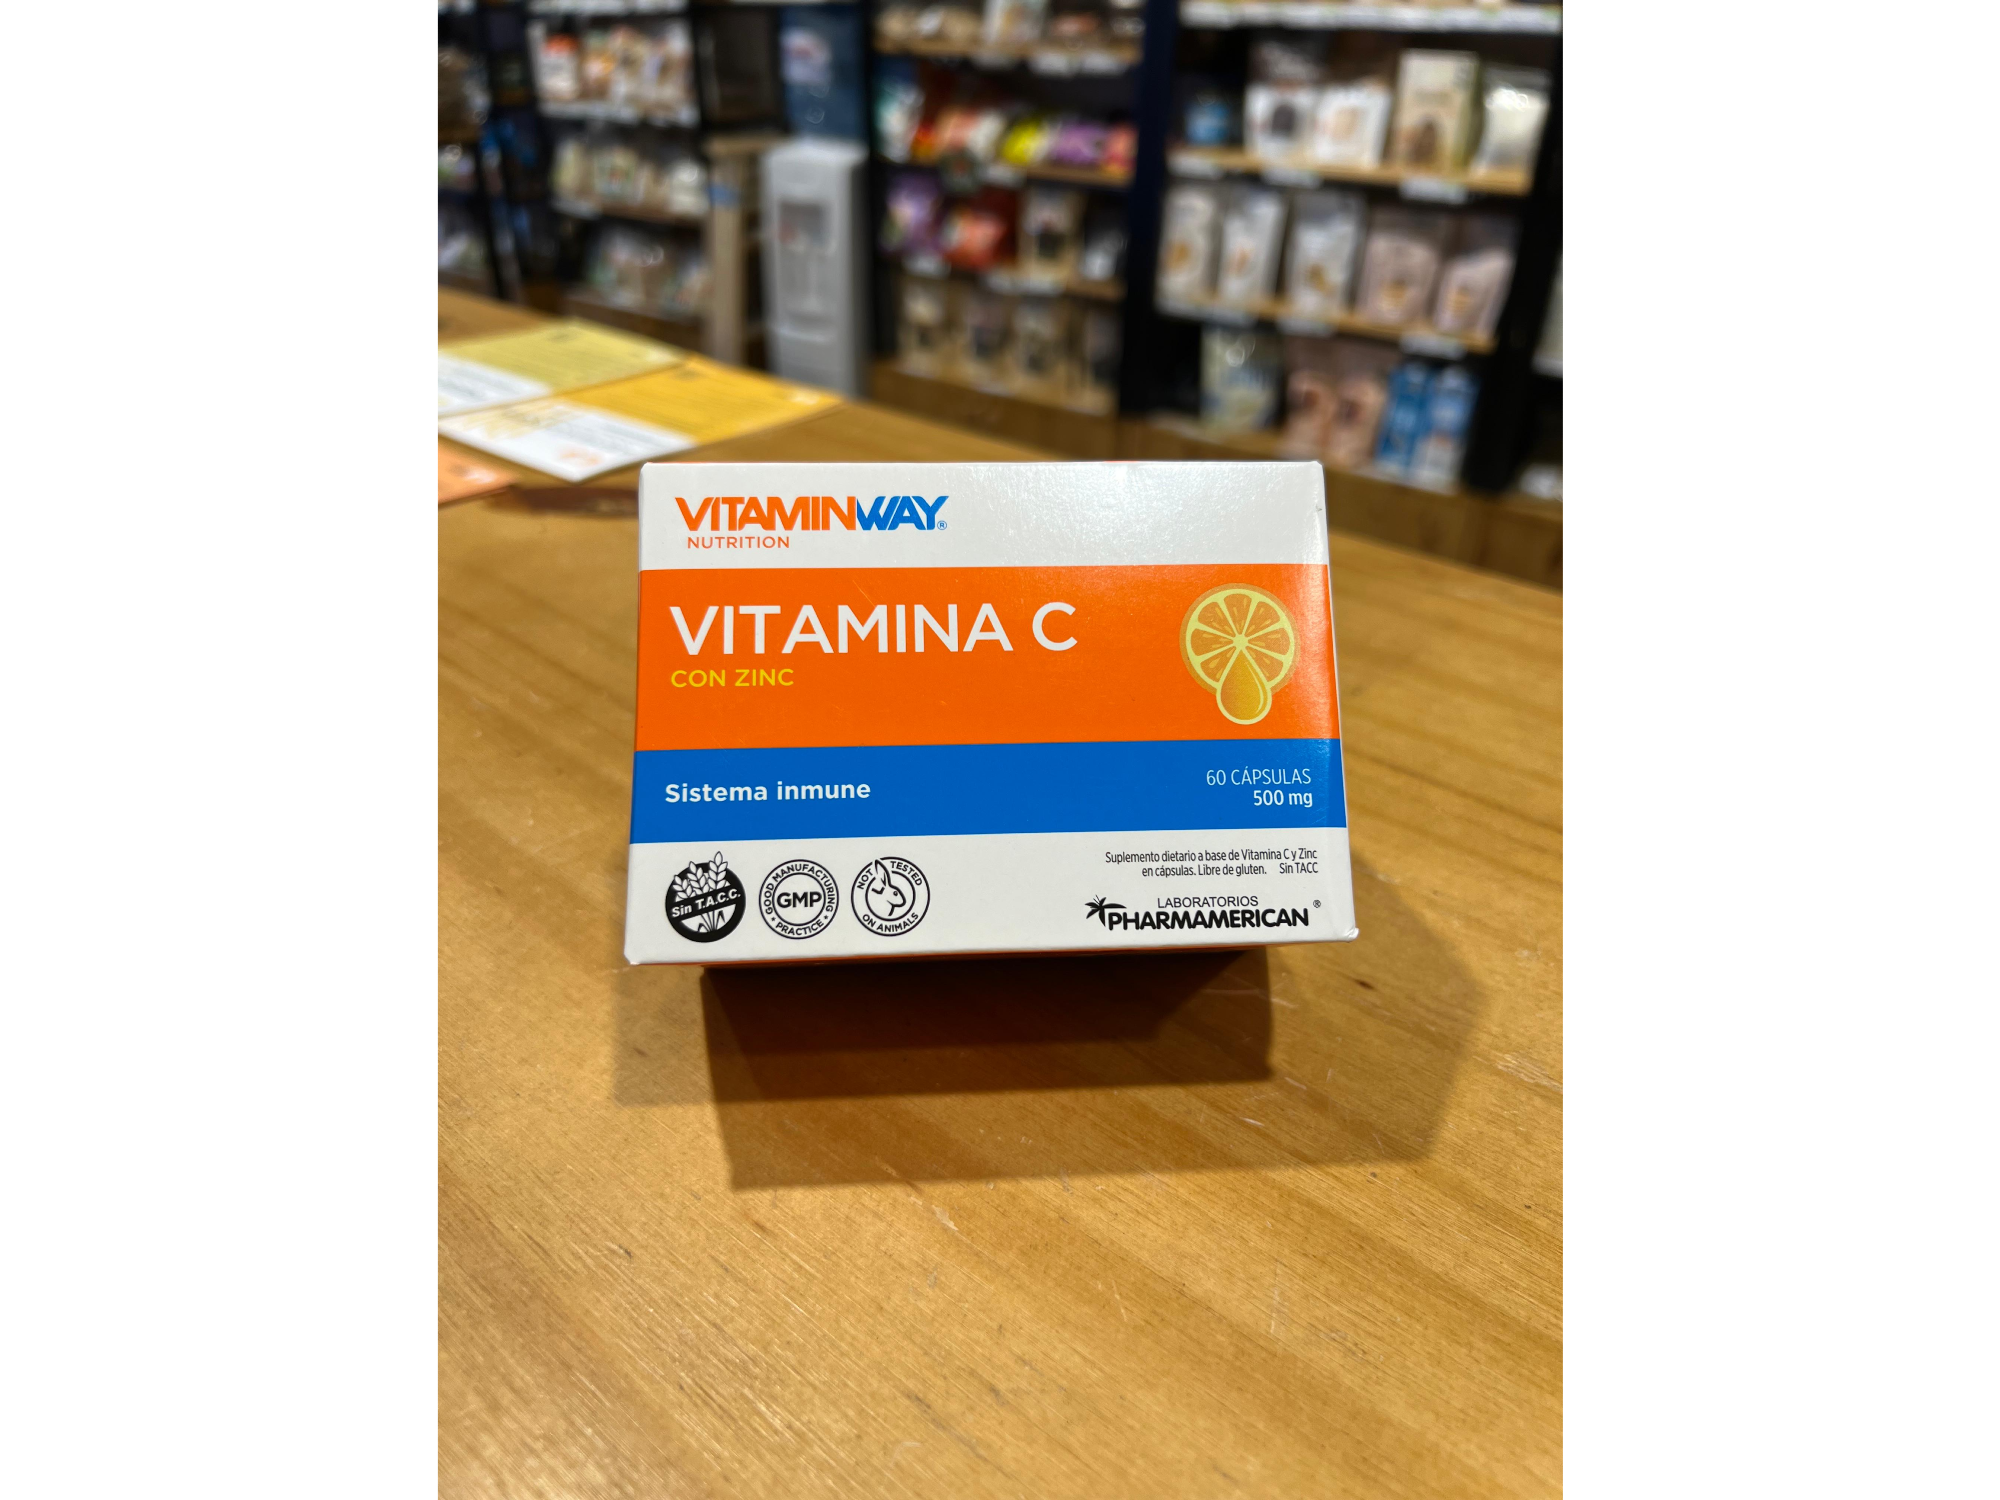 VITAMINWAY®
NUTRITION
VITAMINA C
CON ZINC
Sistema inmune
60 CÁPSULAS
500 mg
Sin T.A.C.C.
GOOD MANUFACTURING
GMP
• PRACTICE •
NOT TESTED
ON ANIMALS
Suplemento dietario a base de Vitamina C y Zinc
en cápsulas. Libre de gluten. Sin TACC
LABORATORIOS
PHARMAMERICAN®